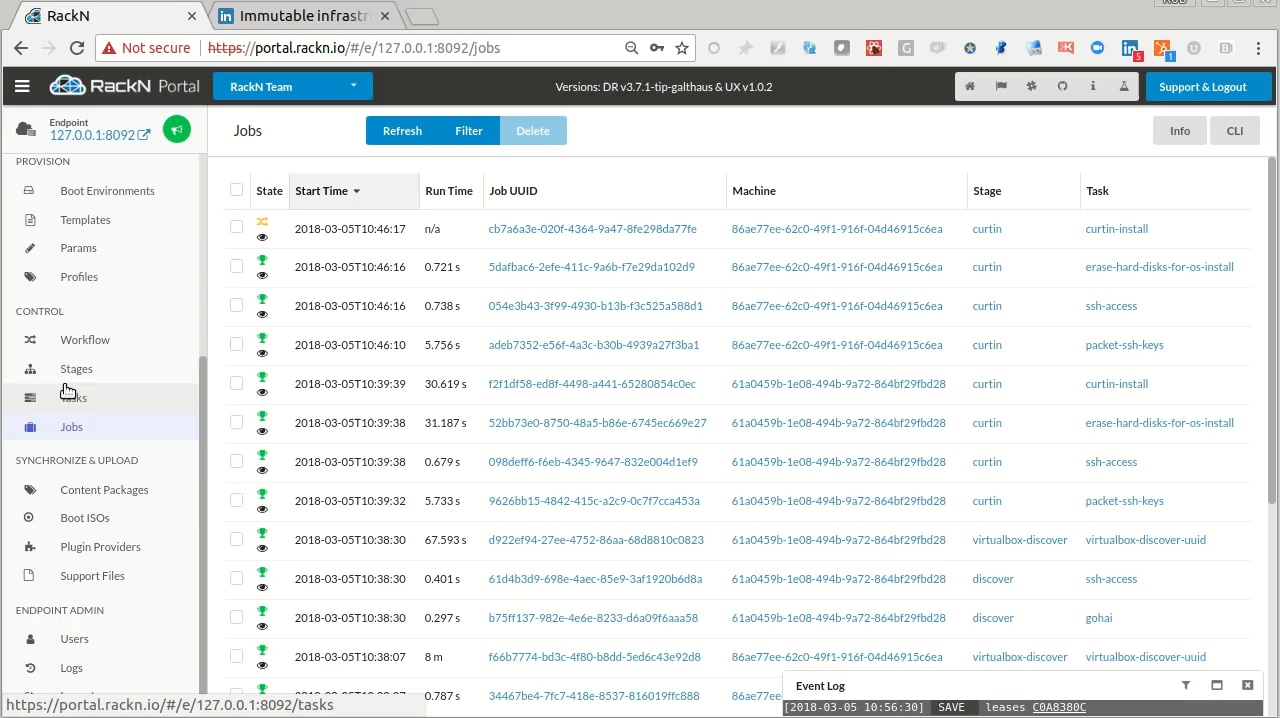 RackN
Immutable infrastr
Not secure https://portal.rackn.io/#/e/127.0.0.1:8092/jobs
5
1
RackN Portal
RackN Team
Versions: DR v3.7.1-tip-galthaus & UX v1.0.2
Support & Logout
Endpoint
127.0.0.1:8092
PROVISION
Boot Environments
Templates
Params
Profiles
CONTROL
Workflow
Stages
Jobs
SYNCHRONIZE & UPLOAD
Content Packages
Boot ISOs
Plugin Providers
Support Files
ENDPOINT ADMIN
Users
Logs
https://portal.rackn.io/#/e/127.0.0.1:8092/tasks
Jobs
Refresh Filter Delete
Info CLI
State Start Time Run Time Job UUID Machine Stage Task
2018-03-05T10:46:17 n/a cb7a6a3e-020f-4364-9a47-8fe298da77fe 86ae77ee-62c0-49f1-916f-04d46915c6ea curtin curtin-install
2018-03-05T10:46:16 0.721 s 5dafbac6-2efe-411c-9a6b-f7e29da102d9 86ae77ee-62c0-49f1-916f-04d46915c6ea curtin erase-hard-disks-for-os-install
2018-03-05T10:46:16 0.738 s 054e3b43-3f99-4930-b13b-f3c525a588d1 86ae77ee-62c0-49f1-916f-04d46915c6ea curtin ssh-access
2018-03-05T10:46:10 5.756 s adeb7352-e56f-4a3c-b30b-4939a27f3ba1 86ae77ee-62c0-49f1-916f-04d46915c6ea curtin packet-ssh-keys
2018-03-05T10:39:39 30.619 s f2f1df58-ed8f-4498-a441-65280854c0ec 61a0459b-1e08-494b-9a72-864bf29fbd28 curtin curtin-install
2018-03-05T10:39:38 31.187 s 52bb73e0-8750-48a5-b86e-6745ec669e27 61a0459b-1e08-494b-9a72-864bf29fbd28 curtin erase-hard-disks-for-os-install
2018-03-05T10:39:38 0.679 s 098deff6-f6eb-4345-9647-832e004d1ef9 61a0459b-1e08-494b-9a72-864bf29fbd28 curtin ssh-access
2018-03-05T10:39:32 5.733 s 9626bb15-4842-415c-a2c9-0c7f7cca453a 61a0459b-1e08-494b-9a72-864bf29fbd28 curtin packet-ssh-keys
2018-03-05T10:38:30 67.593 s d922ef94-27ee-4752-86aa-68d8810c0823 61a0459b-1e08-494b-9a72-864bf29fbd28 virtualbox-discover virtualbox-discover-uuid
2018-03-05T10:38:30 0.401 s 61d4b3d9-698e-4aec-85e9-3af1920b6d8a 61a0459b-1e08-494b-9a72-864bf29fbd28 discover ssh-access
2018-03-05T10:38:30 0.297 s b75ff137-982e-4e6e-8233-d6a09f6aaa58 61a0459b-1e08-494b-9a72-864bf29fbd28 discover gohai
2018-03-05T10:38:07 8 m f66b7774-bd3c-4f80-b8dd-5ed6c43e92d8 86ae77ee-62c0-49f1-916f-04d46915c6ea virtualbox-discover virtualbox-discover-uuid
0.787 s 34467be4-7fc7-418e-8537-816019ffc888
Event Log
[2018-03-05 10:56:30] SAVE leases C0A8380C